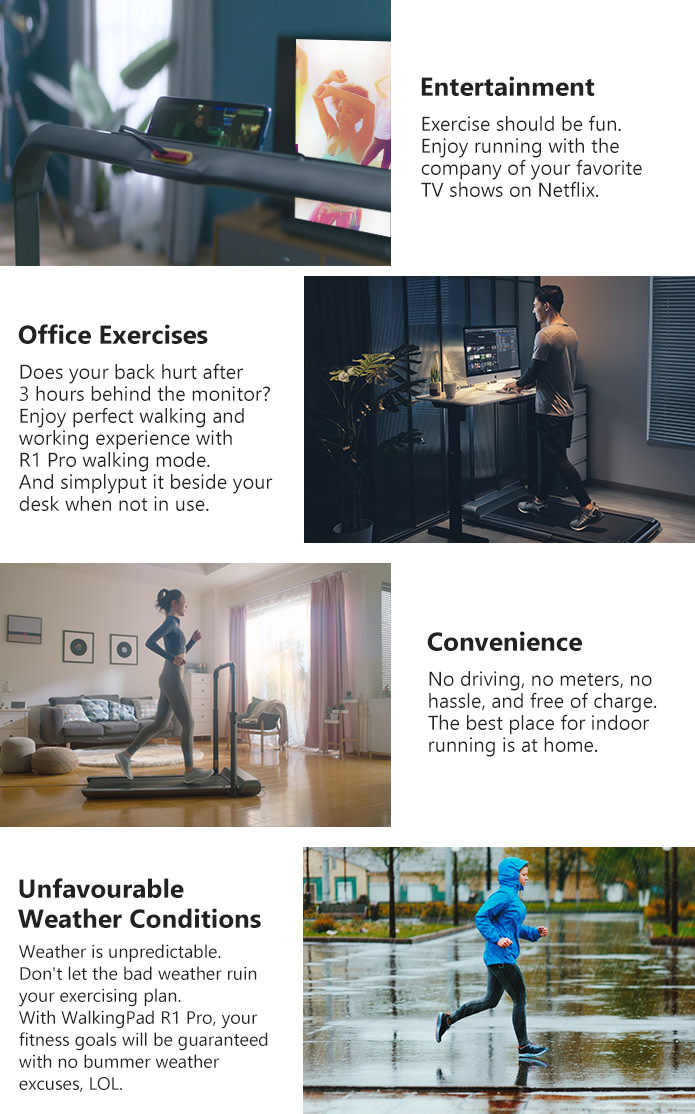 Entertainment
Exercise should be fun.
Enjoy running with the
company of your favorite
TV shows on Netflix.
Office Exercises
Does your back hurt after
3 hours behind the monitor?
Enjoy perfect walking and
working experience with
R1 Pro walking mode.
And simplyput it beside your
desk when not in use.
Convenience
No driving, no meters, no
hassle, and free of charge.
The best place for indoor
running is at home.
Unfavourable
Weather Conditions
Weather is unpredictable.
Don't let the bad weather ruin
your exercising plan.
With WalkingPad R1 Pro, your
fitness goals will be guaranteed
with no bummer weather
excuses, LOL.